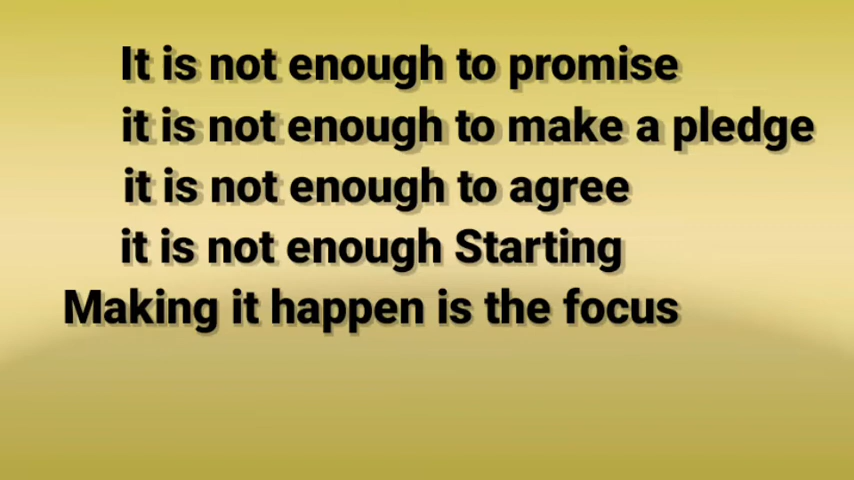 It is not enough to promise
it is not enough to make a pledge
it is not enough to agree
it is not enough Starting
Making it happen is the focus